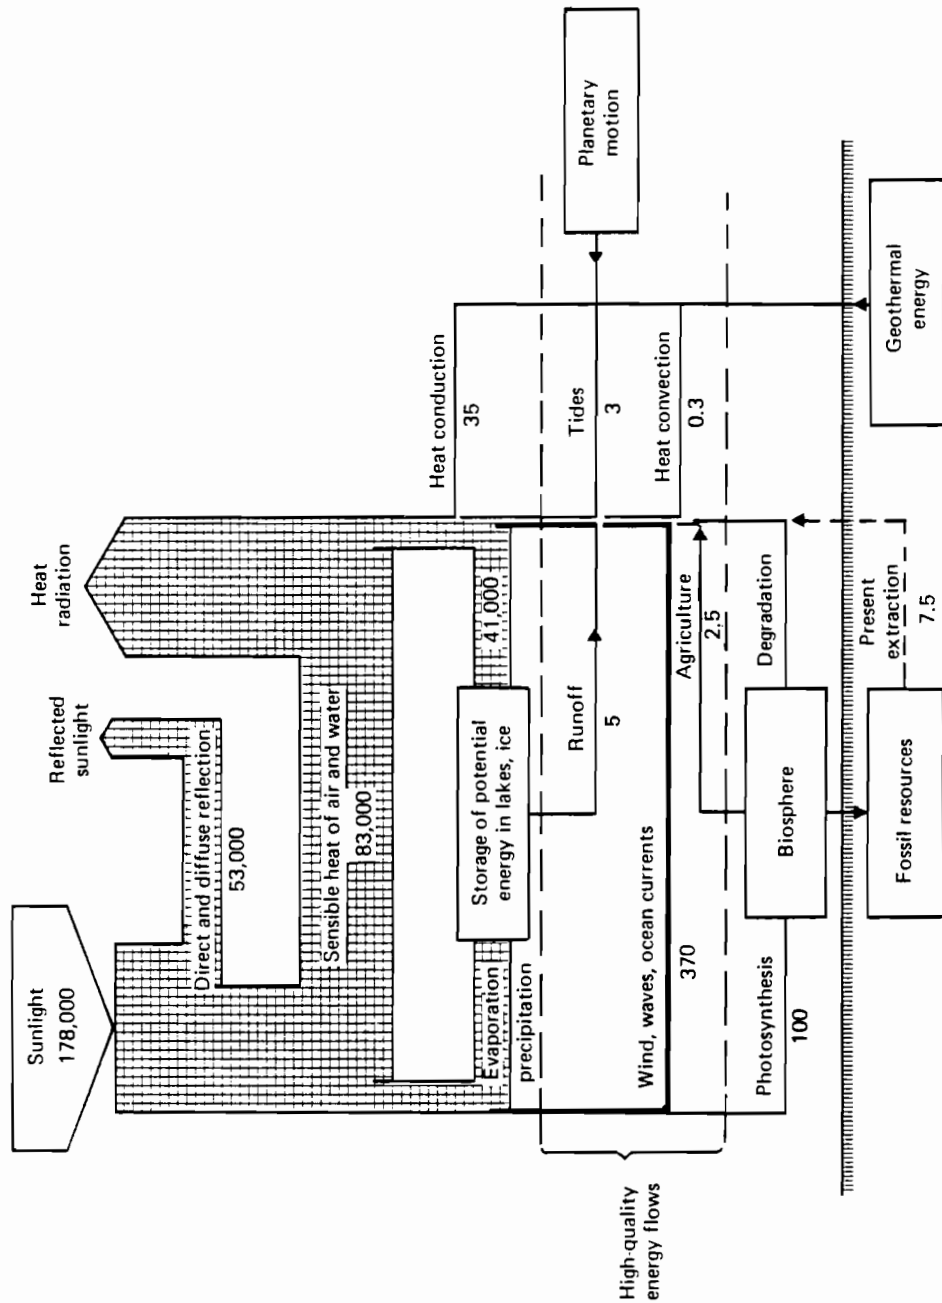 Sunlight
178,000
Reflected
sunlight
Heat
radiation
Direct and diffuse reflection
53,000
Sensible heat of air and water
83,000
Evaporation
precipitation
Storage of potential
energy in lakes, ice
41,000
Heat conduction
35
Planetary
motion
Runoff
5
Tides
3
High-quality
energy flows
Wind, waves, ocean currents
370
Heat convection
0.3
Agriculture
2.5
Photosynthesis
100
Biosphere
Degradation
Present
extraction
7.5
Fossil resources
Geothermal
energy